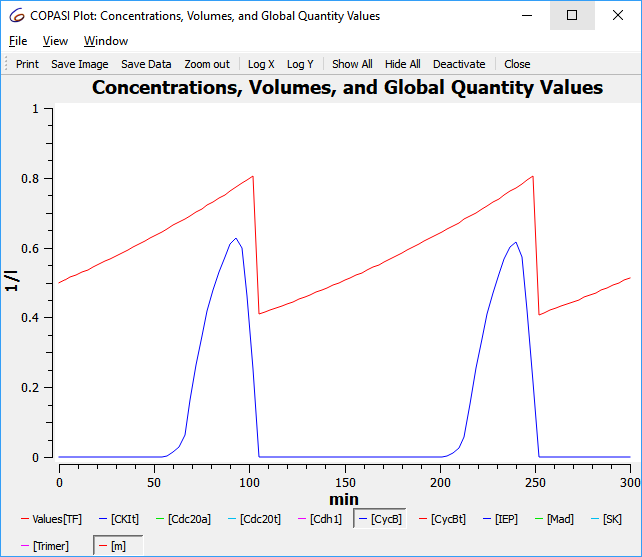 COPASI Plot: Concentrations, Volumes, and Global Quantity Values
File View Window
Print Save Image Save Data Zoom out Log X Log Y Show All Hide All Deactivate Close
Concentrations, Volumes, and Global Quantity Values
1
0.8
0.6
0.4
0.2
0
1/l
0 50 100 150 200 250 300
min
Values[TF] [CKIt] [Cdc20a] [Cdc20t] [Cdh1] [CycB] [CycBt] [IEP] [Mad] [SK]
[Trimer] [m]